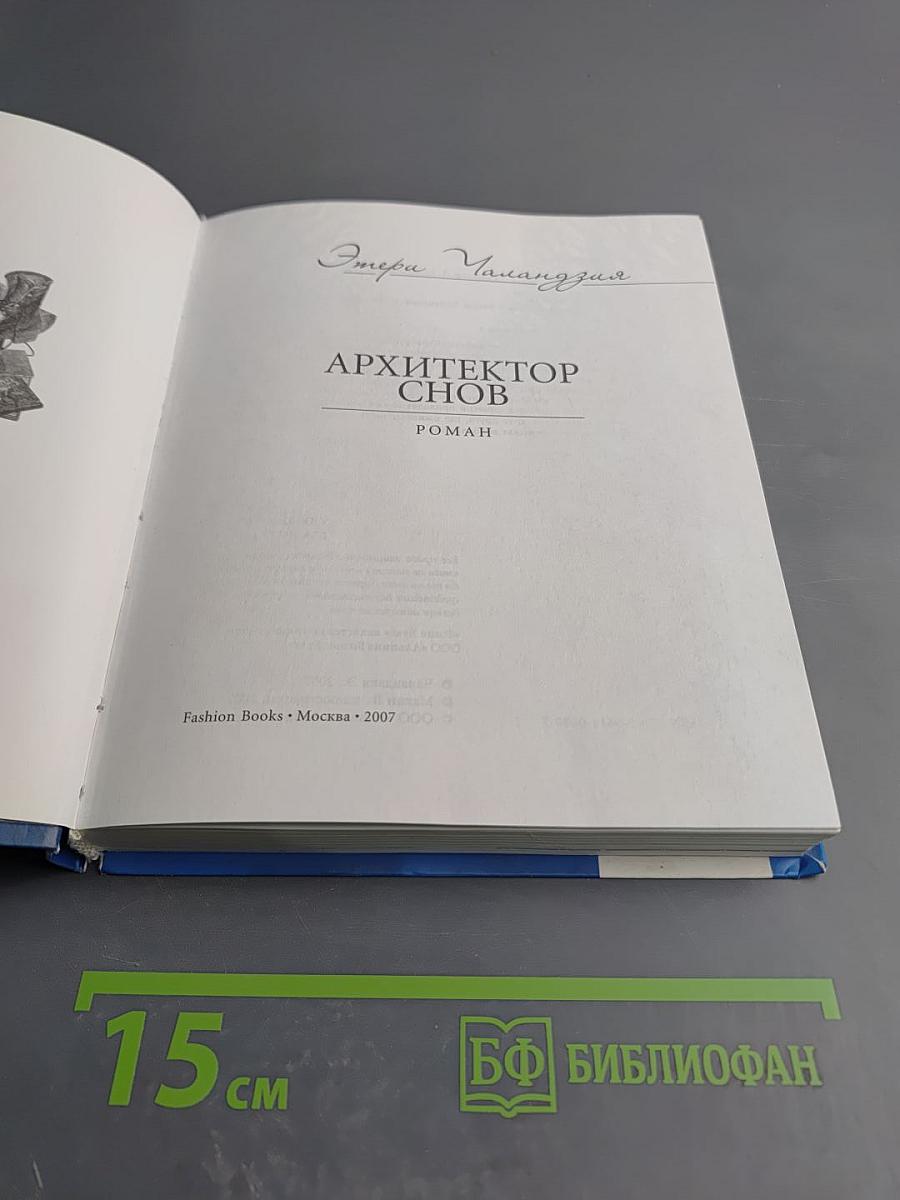 Этери Чаландзия
АРХИТЕКТОР
СНОВ
РОМАН
Fashion Books • Москва • 2007
15 см
БФ БИБЛИОФАН